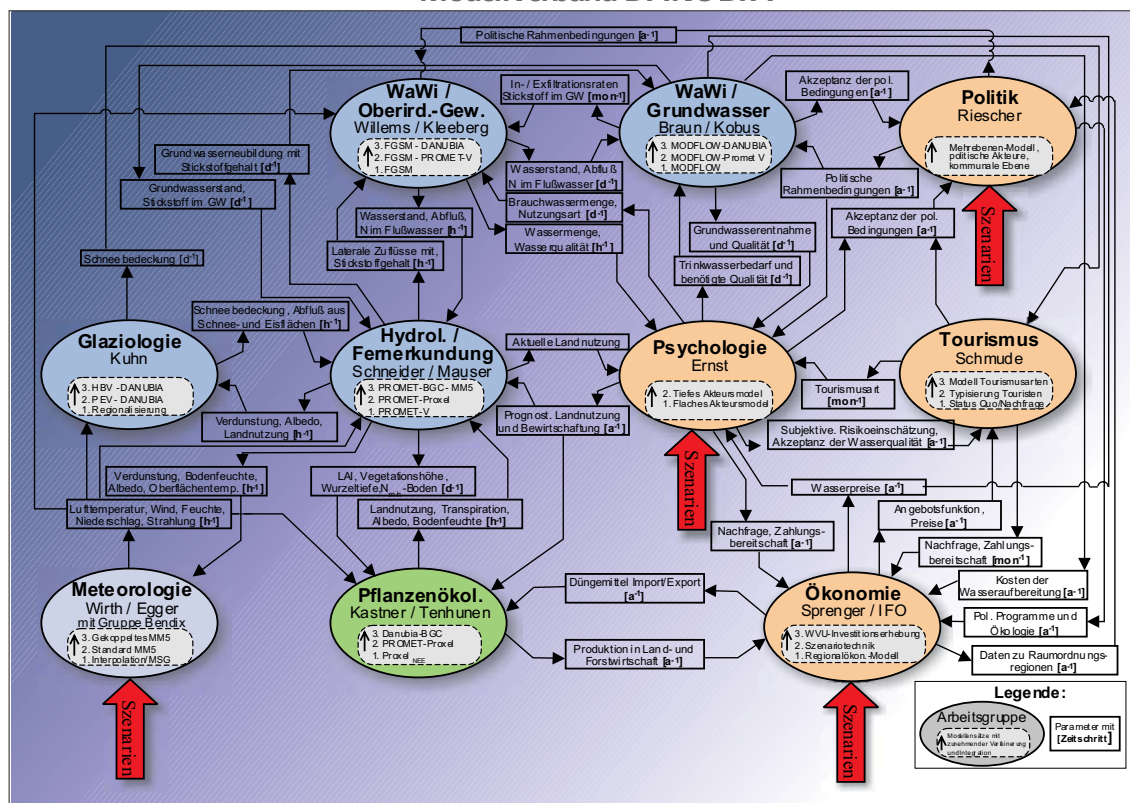 Politische Rahmenbedingungen [a-1]
WaWi /
Oberird.-Gew.
Willems / Kleeberg
3. FGSM - DANUBIA
2. FGSM - PROMET-V
1. FGSM
In- / Exfiltrationsraten
Stickstoff im GW [mon-1]
WaWi /
Grundwasser
Braun / Kobus
3. MODFLOW-DANUBIA
2. MODFLOW-Promet V
1. MODFLOW
Akzeptanz der pol.
Bedingungen [a-1]
Politik
Riescher
Mehrebenen-Modell,
politische Akteure,
kommunale Ebene
Szenarien
Grundwasserneubildung mit
Stickstoffgehalt [d-1]
Grundwasserstand,
Stickstoff im GW [d-1]
Wasserstand, Abfluß
N im Flußwasser [d-1]
Brauchwassermenge,
Nutzungsart [d-1]
Wassermenge,
Wasserqualität [h-1]
Politische
Rahmenbedingungen [a-1]
Akzeptanz der pol.
Bedingungen [a-1]
Wasserstand, Abfluß,
N im Flußwasser [h-1]
Laterale Zuflüsse mit,
Stickstoffgehalt [h-1]
Grundwasserentnahme
und Qualität [d-1]
Trinkwasserbedarf und
benötigte Qualität [d-1]
Schneebedeckung [d-1]
Schneebedeckung, Abfluß aus
Schnee- und Eisflächen [h-1]
Glaziologie
Kuhn
3. HBV - DANUBIA
2. PEV - DANUBIA
1. Regionalisierung
Hydrol. /
Fernerkundung
Schneider / Mauser
3. PROMET-BGC - MM5
2. PROMET-Proxel
1. PROMET-V
Aktuelle Landnutzung
Psychologie
Ernst
2. Tiefes Akteursmodel
1. Flaches Akteursmodel
Tourismus
Schmude
3. Modell Tourismusarten
2. Typisierung Touristen
1. Status Quo/Nachfrage
Tourismusart
[mon-1]
Verdunstung, Albedo,
Landnutzung [h-1]
Prognost. Landnutzung
und Bewirtschaftung [a-1]
Subjektive. Risikoeinschätzung,
Akzeptanz der Wasserqualität [a-1]
Szenarien
Verdunstung, Bodenfeuchte,
Albedo, Oberflächentemp. [h-1]
LAI, Vegetationshöhe,
Wurzeltiefe,Nmin-Boden [d-1]
Wasserpreise [a-1]
Lufttemperatur, Wind, Feuchte,
Niederschlag, Strahlung [h-1]
Landnutzung, Transpiration,
Albedo, Bodenfeuchte [h-1]
Angebotsfunktion,
Preise [a-1]
Nachfrage, Zahlungs-
bereitschaft [a-1]
Nachfrage, Zahlungs-
bereitschaft [mon-1]
Meteorologie
Wirth / Egger
mit Gruppe Bendix
3. Gekoppeltes MM5
2. Standard MM5
1. Interpolation/MSG
Szenarien
Pflanzenökol.
Kastner / Tenhunen
3. Danubia-BGC
2. PROMET-Proxel
1. Proxel NEE
Düngemittel Import/Export
[a-1]
Produktion in Land- und
Forstwirtschaft [a-1]
Ökonomie
Sprenger / IFO
3. WVU-Investitionserhebung
2. Szenariotechnik
1. Regionalökon.-Modell
Szenarien
Kosten der
Wasseraufbereitung [a-1]
Pol. Programme und
Ökologie [a-1]
Daten zu Raumordnungs-
regionen [a-1]
Legende:
Arbeitsgruppe
Modellansätze mit
zunehmender Verfeinerung
und Integration
Parameter mit
[Zeitschritt]